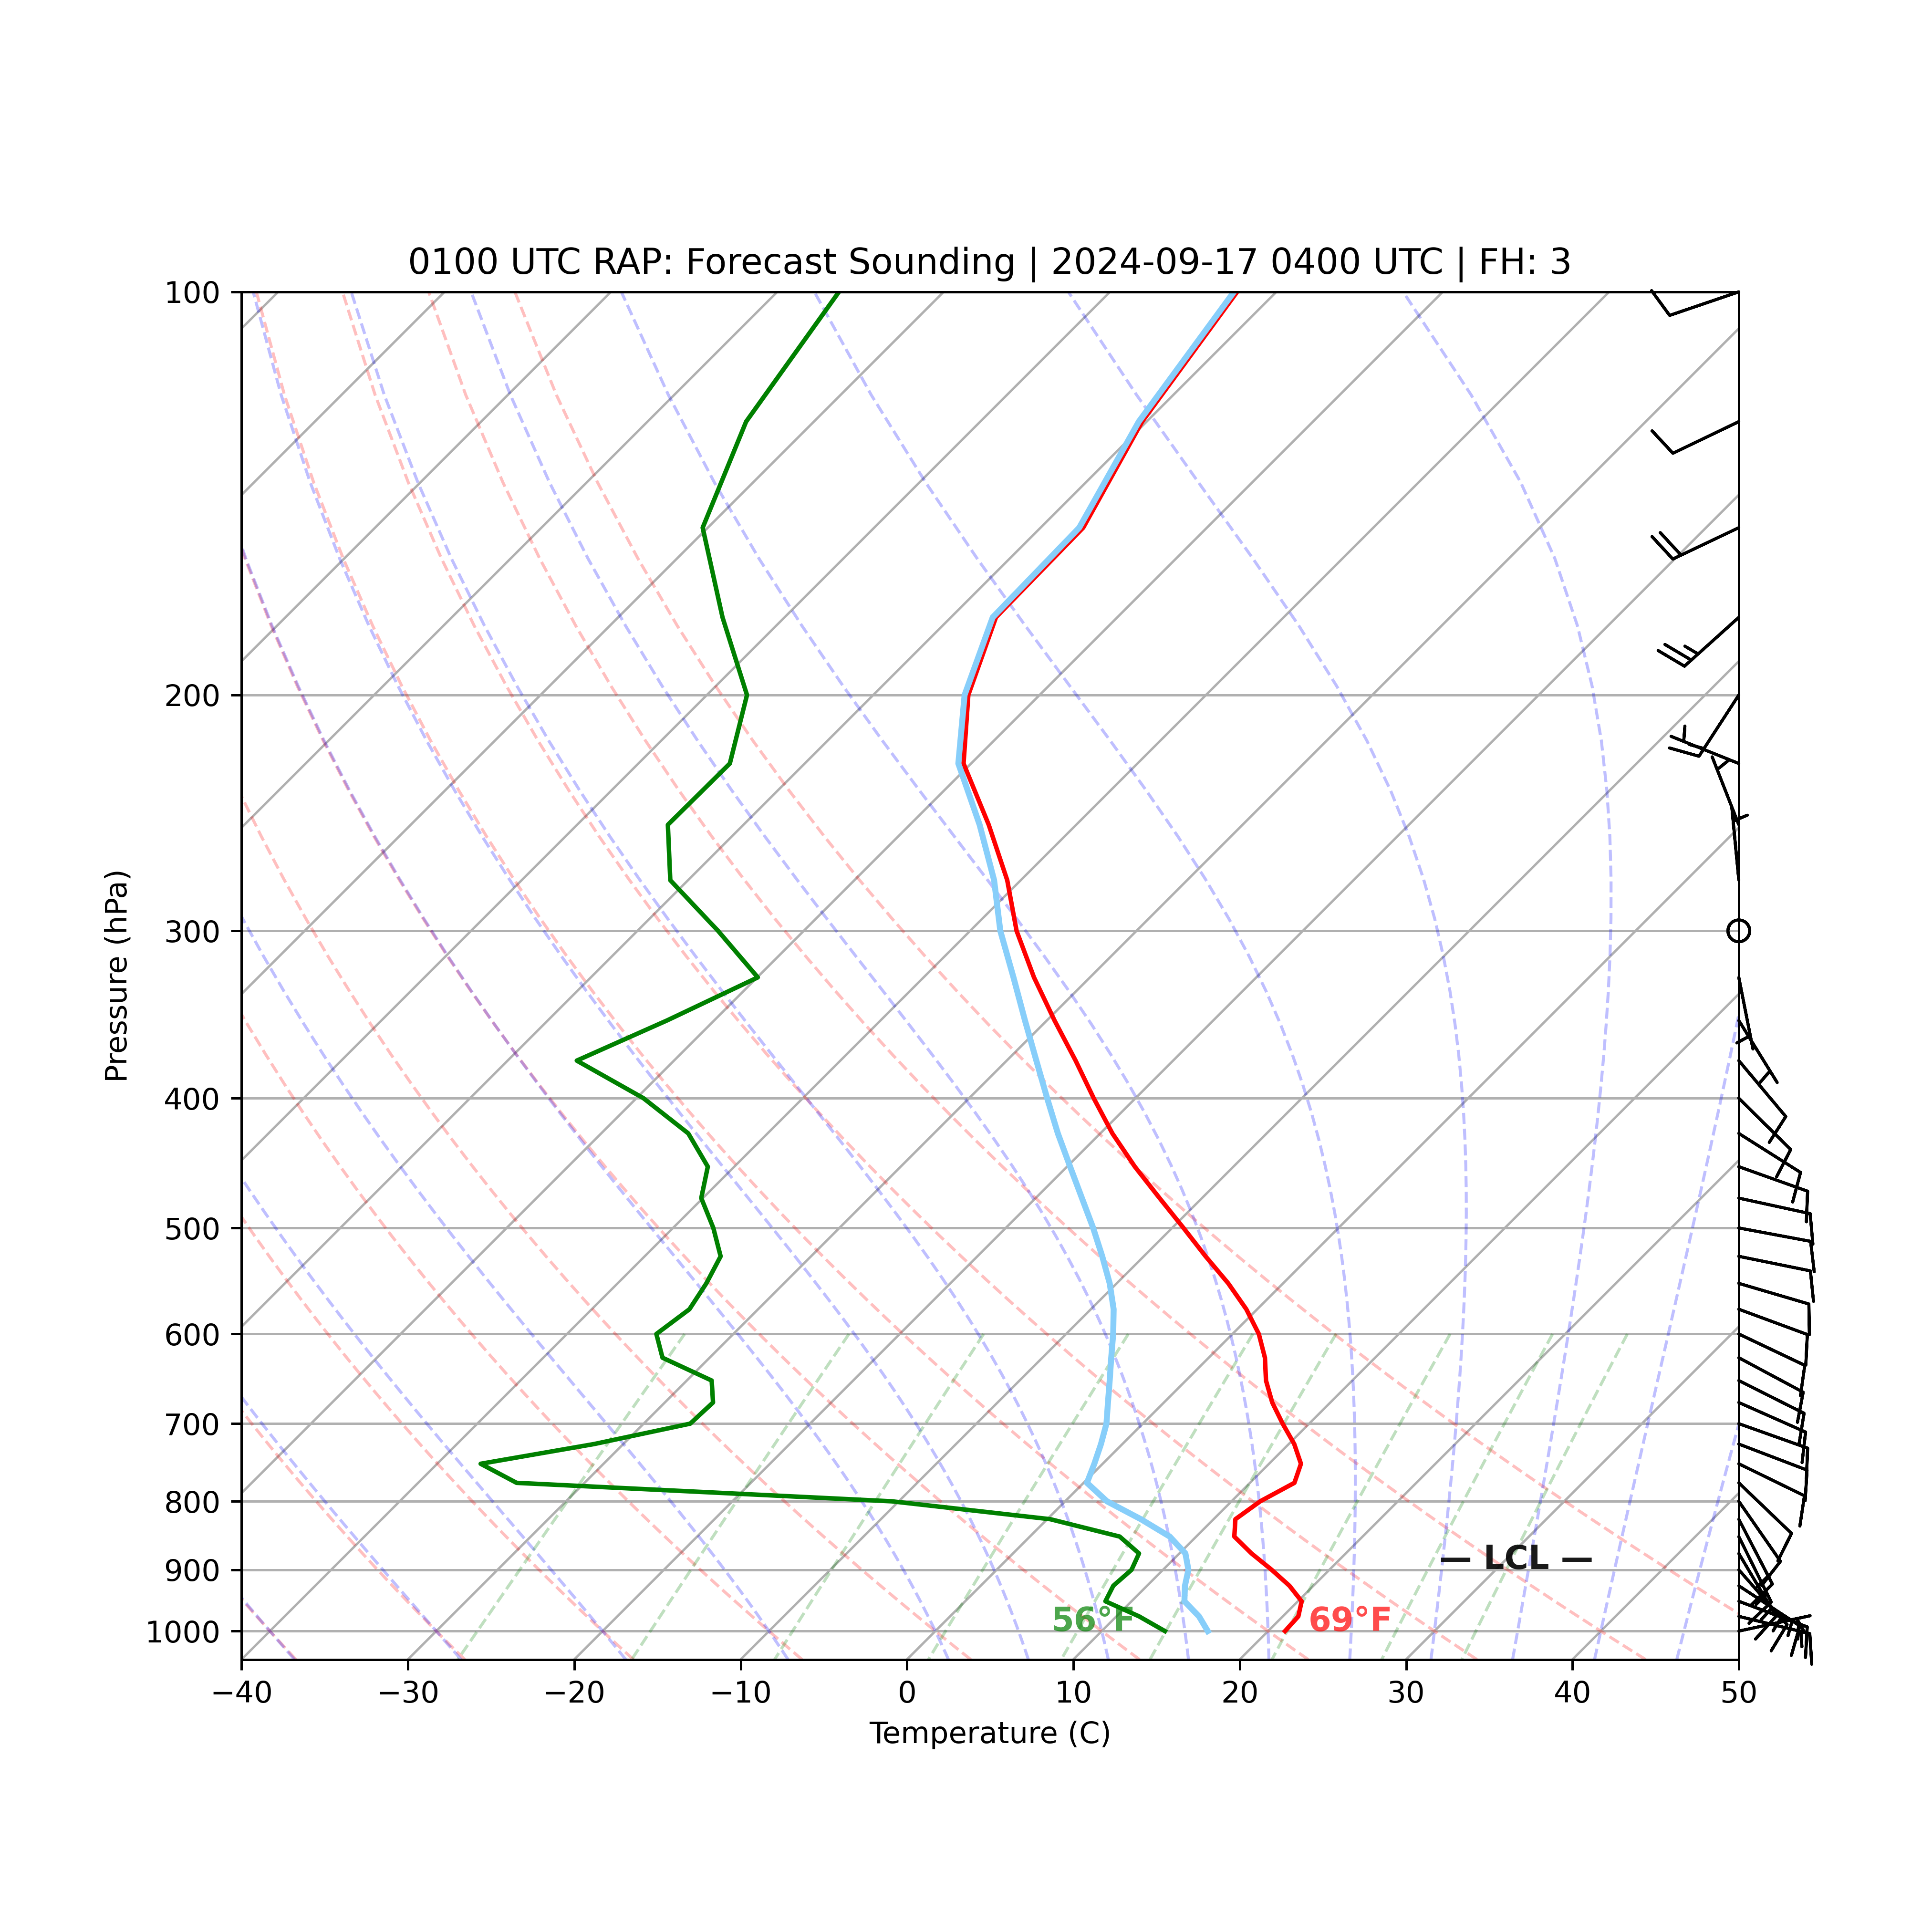 0100 UTC RAP: Forecast Sounding | 2024-09-17 0400 UTC | FH: 3
100
200
300
400
500
600
700
800
900
1000
Pressure (hPa)
— LCL —
56°F
69°F
−40 −30 −20 −10 0 10 20 30 40 50
Temperature (C)